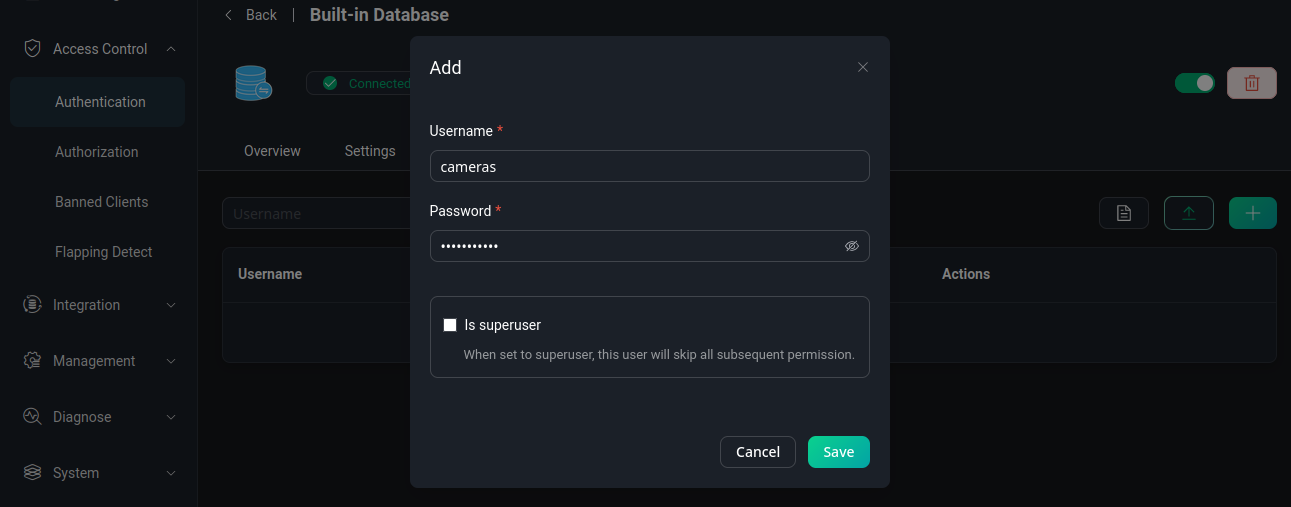 Back | Built-in Database
Access Control
Add
Connected
Authentication
Username *
cameras
Overview Settings
Authorization
Password *
Username
•••••••••••
Banned Clients
Flapping Detect
Username Actions
Integration
Is superuser
When set to superuser, this user will skip all subsequent permission.
Management
Diagnose
Cancel Save
System